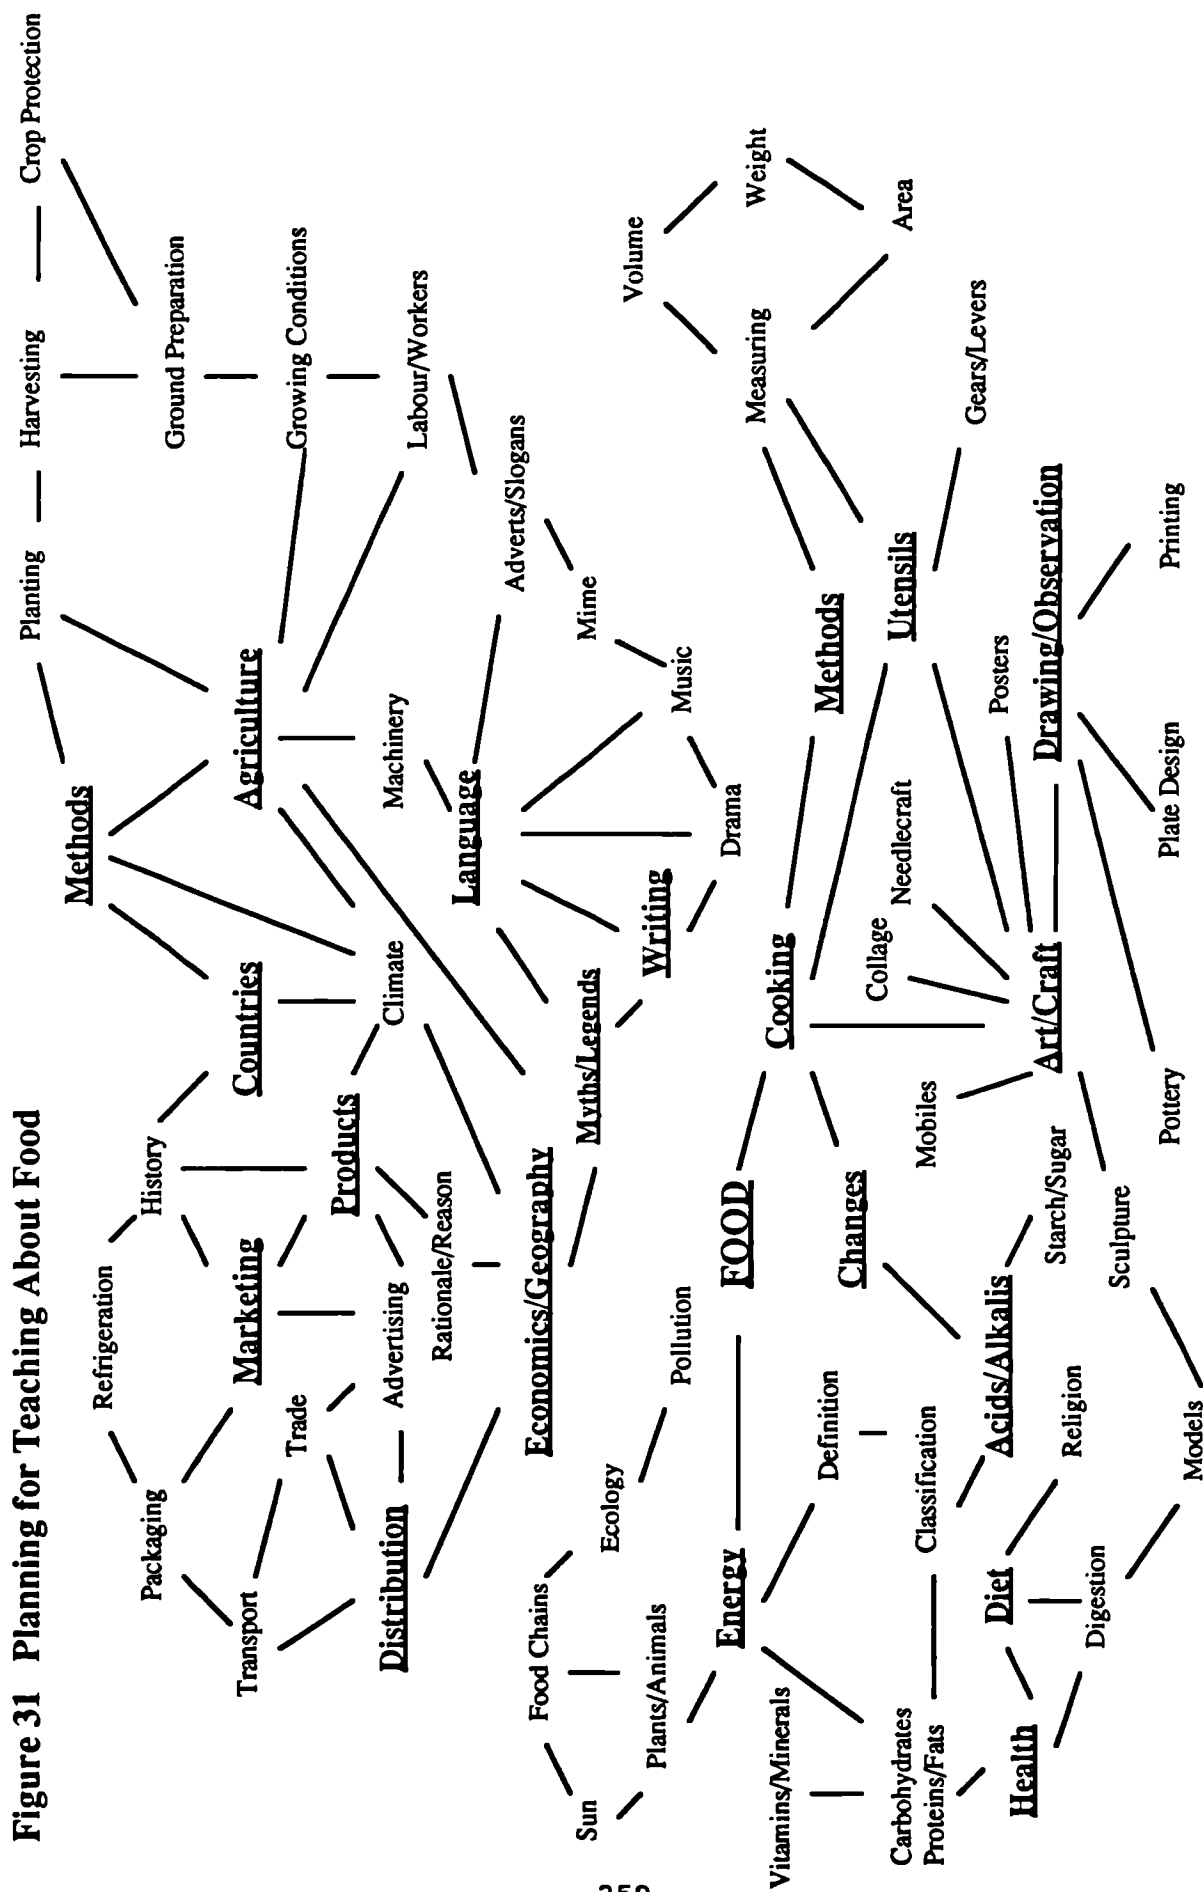 Figure 31 Planning for Teaching About Food
Crop Protection
Harvesting
Planting
Methods
Refrigeration
Packaging
History
Ground Preparation
Growing Conditions
Agriculture
Countries
Marketing
Transport
Trade
Products
Labour/Workers
Machinery
Climate
Advertising
Distribution
Rationale/Reason
Language
Adverts/Slogans
Economics/Geography
Food Chains
Mime
Myths/Legends
Sun
Ecology
Volume
Music
Writing
Pollution
Plants/Animals
Drama
FOOD
Energy
Weight
Measuring
Cooking
Vitamins/Minerals
Methods
Changes
Definition
Area
Utensils
Needlecraft
Collage
Mobiles
Classification
Carbohydrates
Proteins/Fats
Gears/Levers
Posters
Acids/Alkalis
Diet
Health
Drawing/Observation
Art/Craft
Starch/Sugar
Religion
Digestion
Sculpture
Printing
Plate Design
Pottery
Models